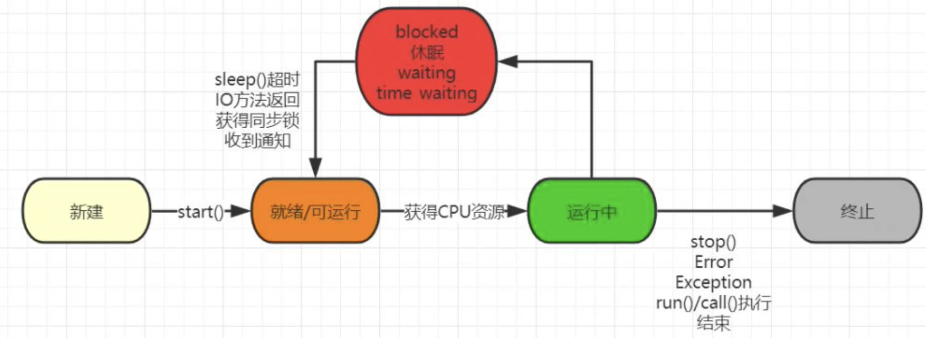 blocked
休眠
waiting
time waiting
sleep()超时
IO方法返回
获得同步锁
收到通知
新建
start()
就绪/可运行
获得CPU资源
运行中
终止
stop()
Error
Exception
run()/call()执行
结束